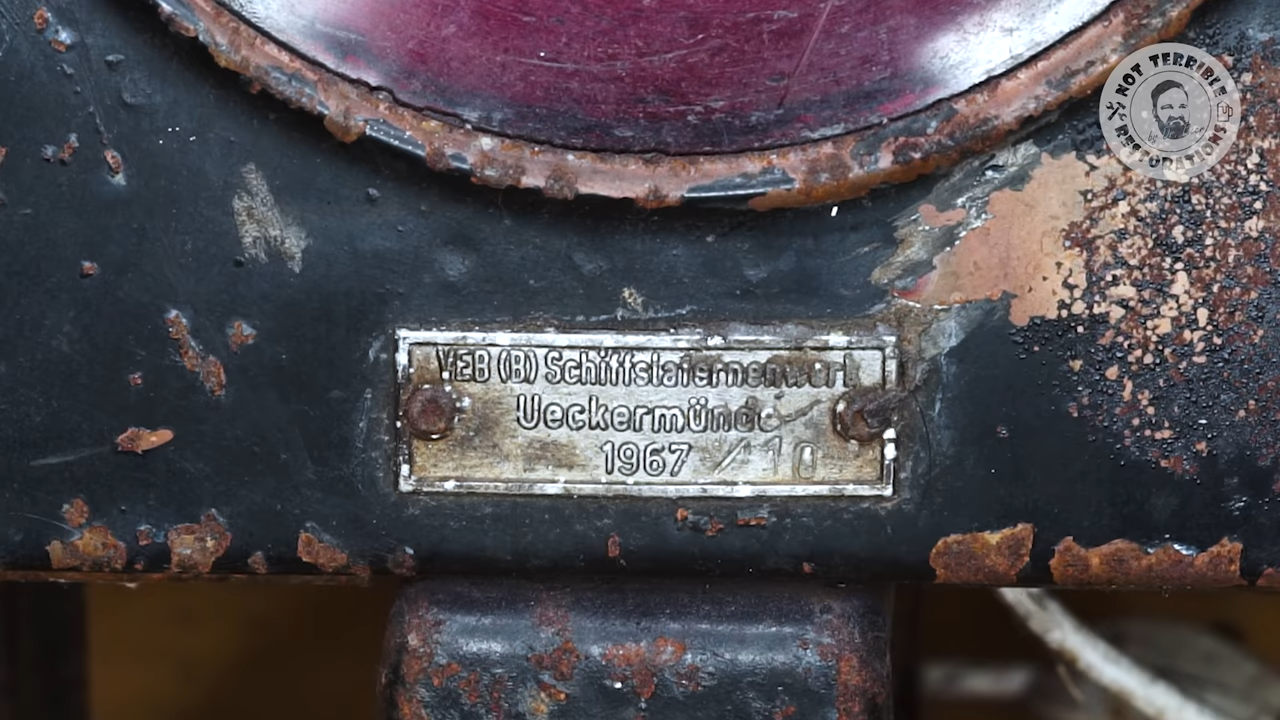 NOT TERRIBLE
RESTORATIONS
VEB (B) Schiffslaternenwerk
Ueckermünde
1967 /10